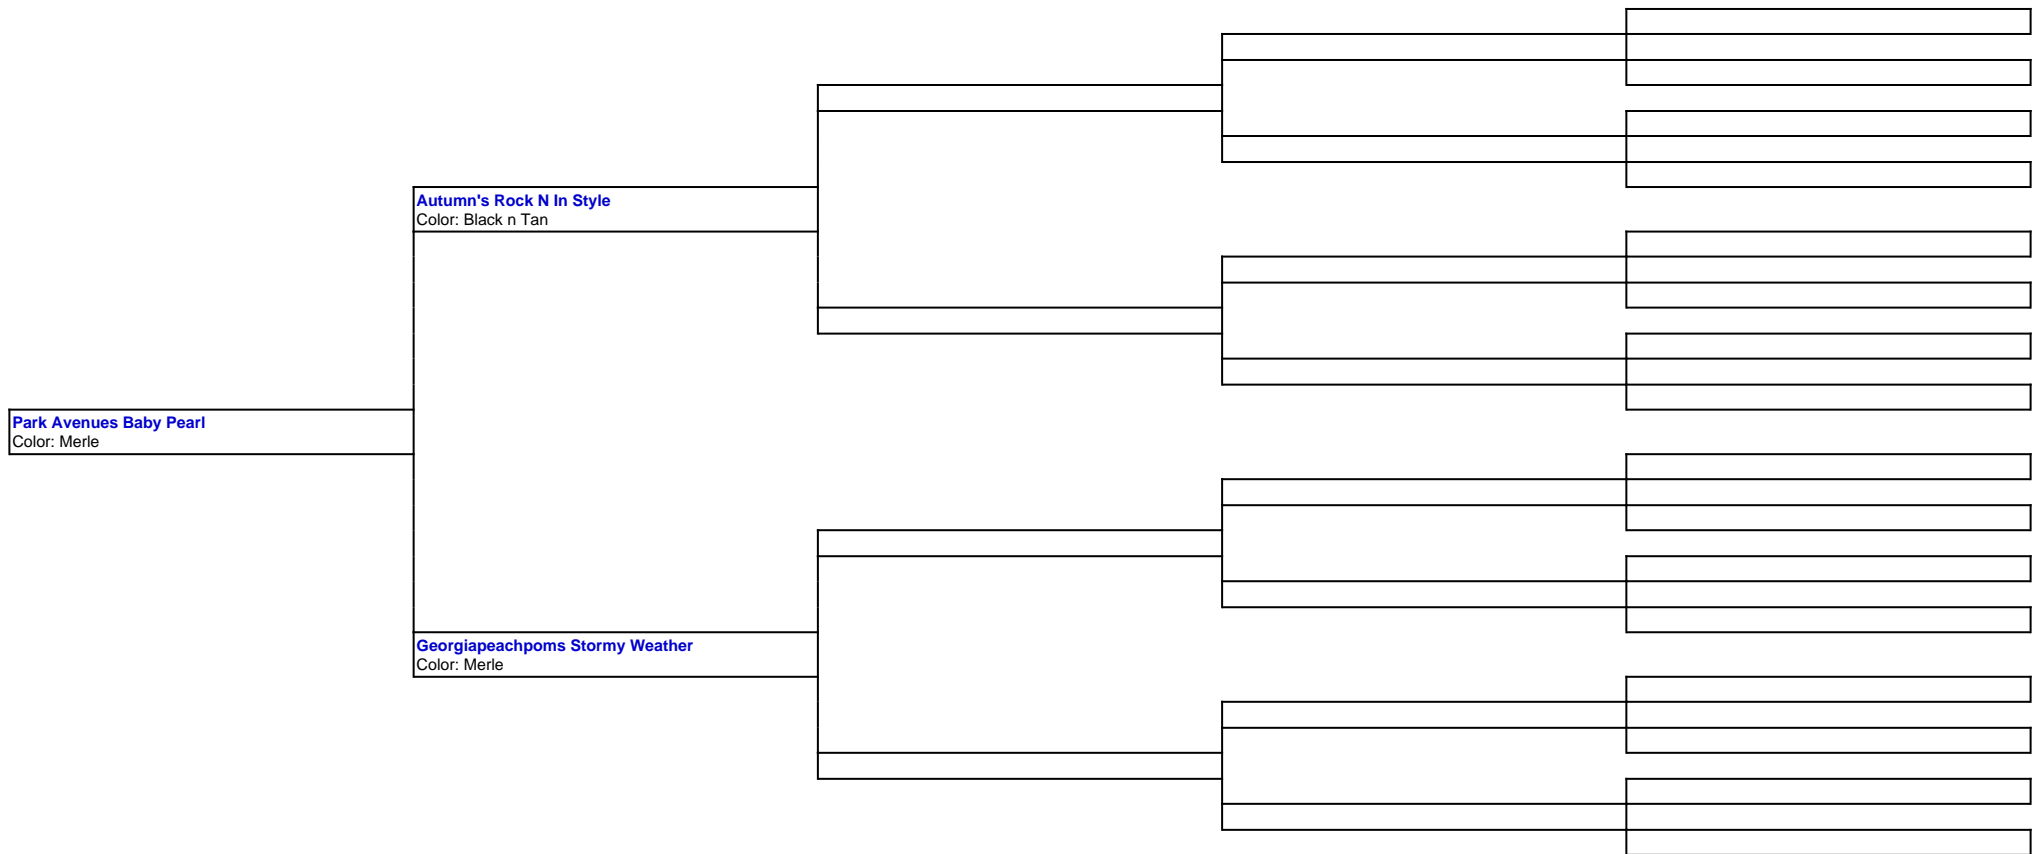 Autumn's Rock N In Style
Color: Black n Tan
Park Avenues Baby Pearl
Color: Merle
Georgiapeachpoms Stormy Weather
Color: Merle